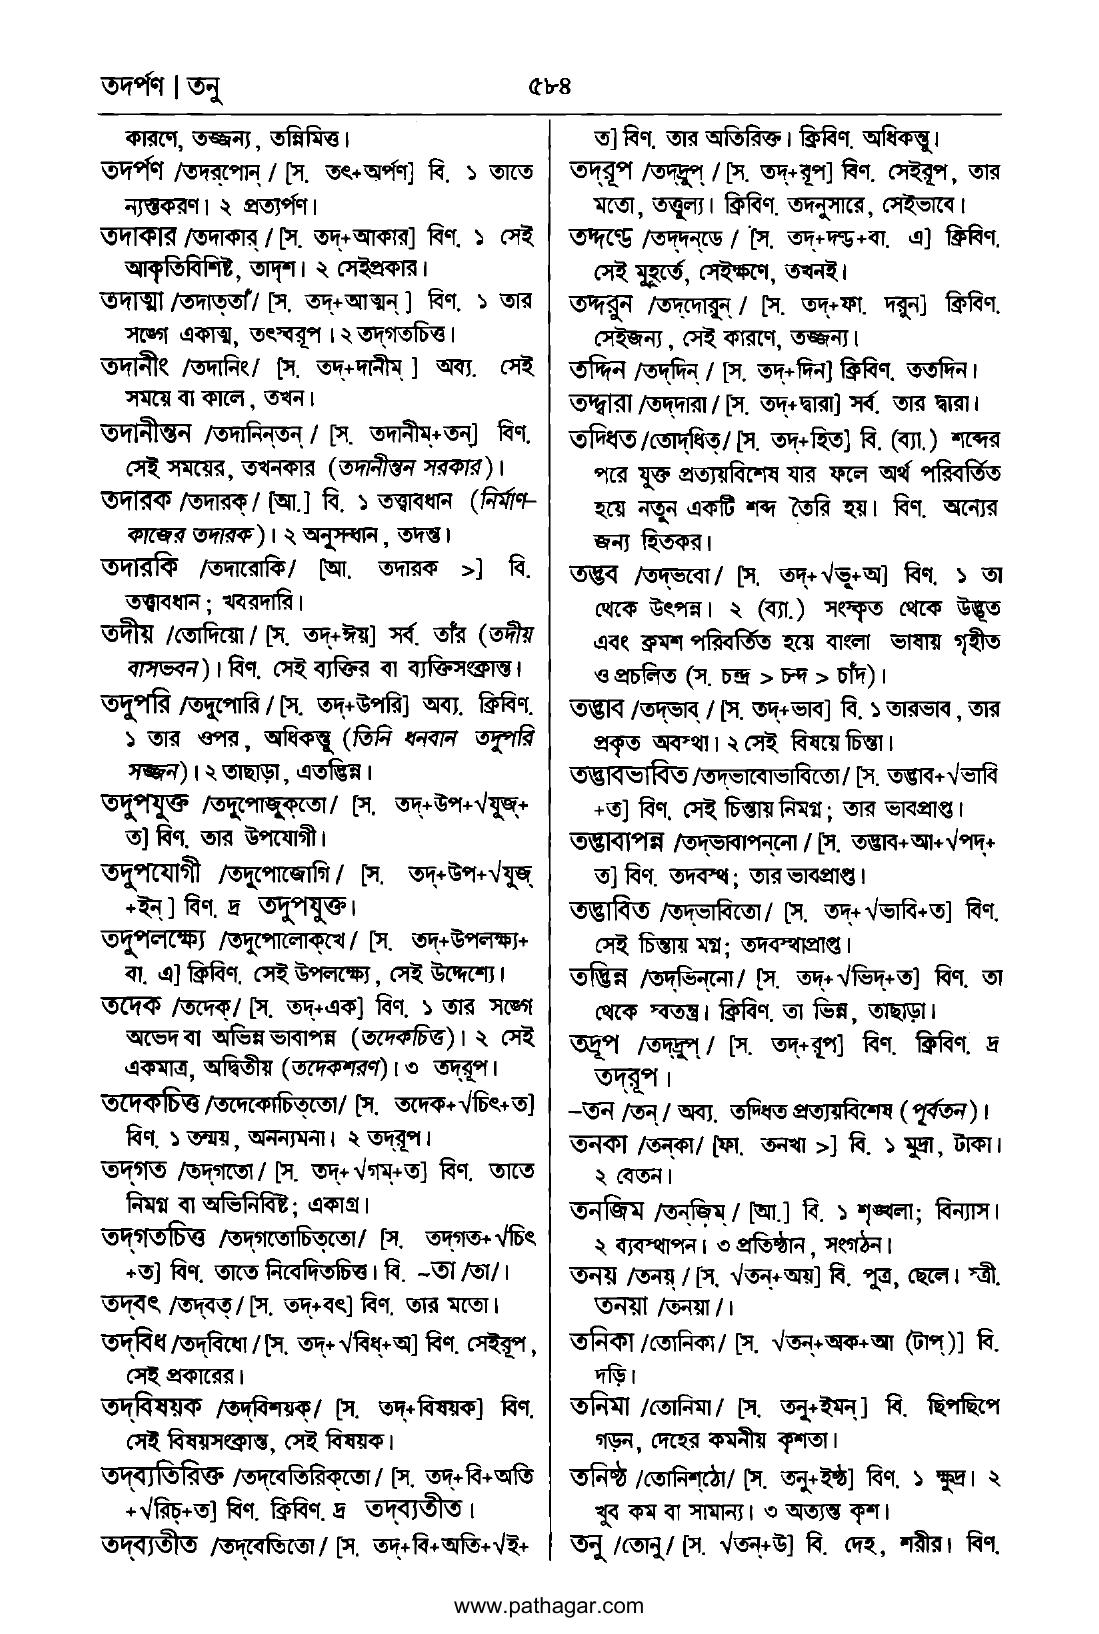 তদর্পণ | তনু
৫৮৪
কারণে, তজ্জন্য, তন্নিমিত্ত।
তদর্পণ /তদর্‌পোন্‌/ [স. তৎ+অর্পণ] বি. ১ তাতে
ন্যস্তকরণ। ২ প্রত্যর্পণ।
তদাকার /তদাকার্‌/ [স. তদ্‌+আকার] বিণ. ১ সেই
আকৃতিবিশিষ্ট, তাদৃশ। ২ সেইপ্রকার।
তদাত্মা /তদাত্‌তাঁ/ [স. তদ্‌+আত্মন্‌] বিণ. ১ তার
সঙ্গে একাত্ম, তৎস্বরূপ। ২ তদ্‌গতচিত্ত।
তদানীং /তদানিং/ [স. তদ্‌+দানীম্‌] অব্য. সেই
সময়ে বা কালে, তখন।
তদানীন্তন /তদানিন্‌তন্‌/ [স. তদানীম্‌+তন্‌] বিণ.
সেই সময়ের, তখনকার (তদানীন্তন সরকার)।
তদারক /তদারক্‌/ [আ.] বি. ১ তত্ত্বাবধান (নির্মাণ-
কাজের তদারক)। ২ অনুসন্ধান, তদন্ত।
তদারকি /তদারোকি/ [আ. তদারক >] বি.
তত্ত্বাবধান; খবরদারি।
তদীয় /তোদিয়ো/ [স. তদ্‌+ঈয়] সর্ব. তাঁর (তদীয়
বাসভবন)। বিণ. সেই ব্যক্তির বা ব্যক্তিসংক্রান্ত।
তদুপরি /তদুপোরি/ [স. তদ্‌+উপরি] অব্য. ক্রিবিণ.
১ তার ওপর, অধিকন্তু (তিনি ধনবান তদুপরি
সজ্জন)। ২ তাছাড়া, এতদ্ভিন্ন।
তদুপযুক্ত /তদুপোজুক্‌তো/ [স. তদ্‌+উপ+√যুজ্‌+
ত] বিণ. তার উপযোগী।
তদুপযোগী /তদুপোজোগি/ [স. তদ্‌+উপ+√যুজ্‌
+ইন্‌] বিণ. দ্র তদুপযুক্ত।
তদুপলক্ষ্যে /তদুপোলোক্‌খে/ [স. তদ্‌+উপলক্ষ্য+
বা. এ] ক্রিবিণ. সেই উপলক্ষ্যে, সেই উদ্দেশ্যে।
তদেক /তদেক্‌/ [স. তদ্‌+এক] বিণ. ১ তার সঙ্গে
অভেদ বা অভিন্ন ভাবাপন্ন (তদেকচিত্ত)। ২ সেই
একমাত্র, অদ্বিতীয় (তদেকশরণ)। ৩ তদ্‌রূপ।
তদেকচিত্ত /তদেকোচিত্‌তো/ [স. তদেক+√চিৎ+ত]
বিণ. ১ তন্ময়, অনন্যমনা। ২ তদ্‌রূপ।
তদ্‌গত /তদ্‌গতো/ [স. তদ্‌+√গম্‌+ত] বিণ. তাতে
নিমগ্ন বা অভিনিবিষ্ট; একাগ্র।
তদ্‌গতচিত্ত /তদ্‌গতোচিত্‌তো/ [স. তদ্‌গত+√চিৎ
+ত] বিণ. তাতে নিবেদিতচিত্ত। বি. ~তা /তা/।
তদ্‌বৎ /তদ্‌বত্‌/ [স. তদ্‌+বৎ] বিণ. তার মতো।
তদ্‌বিধ /তদ্‌বিধো/ [স. তদ্‌+√বিধ্‌+অ] বিণ. সেইরূপ,
সেই প্রকারের।
তদ্‌বিষয়ক /তদ্‌বিশয়ক্‌/ [স. তদ্‌+বিষয়ক] বিণ.
সেই বিষয়সংক্রান্ত, সেই বিষয়ক।
তদ্‌ব্যতিরিক্ত /তদ্‌বেতিরিক্‌তো/ [স. তদ্‌+বি+অতি
+√রিচ্‌+ত] বিণ. ক্রিবিণ. দ্র তদ্‌ব্যতীত।
তদ্‌ব্যতীত /তদ্‌বেতিতো/ [স. তদ্‌+বি+অতি+√ই+
ত] বিণ. তার অতিরিক্ত। ক্রিবিণ. অধিকন্তু।
তদ্‌রূপ /তদ্‌দ্রুপ্‌/ [স. তদ্‌+রূপ] বিণ. সেইরূপ, তার
মতো, তত্তুল্য। ক্রিবিণ. তদনুসারে, সেইভাবে।
তদ্দণ্ডে /তদ্‌দন্‌ডে/ [স. তদ্‌+দণ্ড+বা. এ] ক্রিবিণ.
সেই মুহূর্তে, সেইক্ষণে, তখনই।
তদ্দরুন /তদ্‌দোরুন্‌/ [স. তদ্‌+ফা. দরুন] ক্রিবিণ.
সেইজন্য, সেই কারণে, তজ্জন্য।
তদ্দিন /তদ্‌দিন্‌/ [স. তদ্‌+দিন] ক্রিবিণ. ততদিন।
তদ্দ্বারা /তদ্‌দারা/ [স. তদ্‌+দ্বারা] সর্ব. তার দ্বারা।
তদ্ধিত /তোদ্‌ধিত্‌/ [স. তদ্‌+হিত] বি. (ব্যা.) শব্দের
পরে যুক্ত প্রত্যয়বিশেষ যার ফলে অর্থ পরিবর্তিত
হয়ে নতুন একটি শব্দ তৈরি হয়। বিণ. অন্যের
জন্য হিতকর।
তদ্ভব /তদ্‌ভবো/ [স. তদ্‌+√ভূ+অ] বিণ. ১ তা
থেকে উৎপন্ন। ২ (ব্যা.) সংস্কৃত থেকে উদ্ভূত
এবং ক্রমশ পরিবর্তিত হয়ে বাংলা ভাষায় গৃহীত
ও প্রচলিত (স. চন্দ্র > চন্দ > চাঁদ)।
তদ্ভাব /তদ্‌ভাব্‌/ [স. তদ্‌+ভাব] বি. ১ তারভাব, তার
প্রকৃত অবস্থা। ২ সেই বিষয়ে চিন্তা।
তদ্ভাবভাবিত /তদ্‌ভাবোভাবিতো/ [স. তদ্ভাব+√ভাবি
+ত] বিণ. সেই চিন্তায় নিমগ্ন; তার ভাবপ্রাপ্ত।
তদ্ভাবাপন্ন /তদ্‌ভাবাপন্‌নো/ [স. তদ্ভাব+আ+√পদ্‌+
ত] বিণ. তদবস্থ; তার ভাবপ্রাপ্ত।
তদ্ভাবিত /তদ্‌ভাবিতো/ [স. তদ্‌+√ভাবি+ত] বিণ.
সেই চিন্তায় মগ্ন; তদবস্থাপ্রাপ্ত।
তদ্ভিন্ন /তদ্‌ভিন্‌নো/ [স. তদ্‌+√ভিদ্‌+ত] বিণ. তা
থেকে স্বতন্ত্র। ক্রিবিণ. তা ভিন্ন, তাছাড়া।
তদ্রূপ /তদ্‌দ্রুপ্‌/ [স. তদ্‌+রূপ] বিণ. ক্রিবিণ. দ্র
তদ্‌রূপ।
–তন /তন্‌/ অব্য. তদ্ধিত প্রত্যয়বিশেষ (পূর্বতন)।
তনকা /তন্‌কা/ [ফা. তনখা >] বি. ১ মুদ্রা, টাকা।
২ বেতন।
তনজিম /তন্‌জিম্‌/ [আ.] বি. ১ শৃঙ্খলা; বিন্যাস।
২ ব্যবস্থাপন। ৩ প্রতিষ্ঠান, সংগঠন।
তনয় /তনয়্‌/ [স. √তন্‌+অয়] বি. পুত্র, ছেলে। স্ত্রী.
তনয়া /তনয়া/।
তনিকা /তোনিকা/ [স. √তন্‌+অক+আ (টাপ্‌)] বি.
দড়ি।
তনিমা /তোনিমা/ [স. তনু+ইমন্‌] বি. ছিপছিপে
গড়ন, দেহের কমনীয় কৃশতা।
তনিষ্ঠ /তোনিশ্‌ঠো/ [স. তনু+ইষ্ঠ] বিণ. ১ ক্ষুদ্র। ২
খুব কম বা সামান্য। ৩ অত্যন্ত কৃশ।
তনু /তোনু/ [স. √তন্‌+উ] বি. দেহ, শরীর। বিণ.
www.pathagar.com